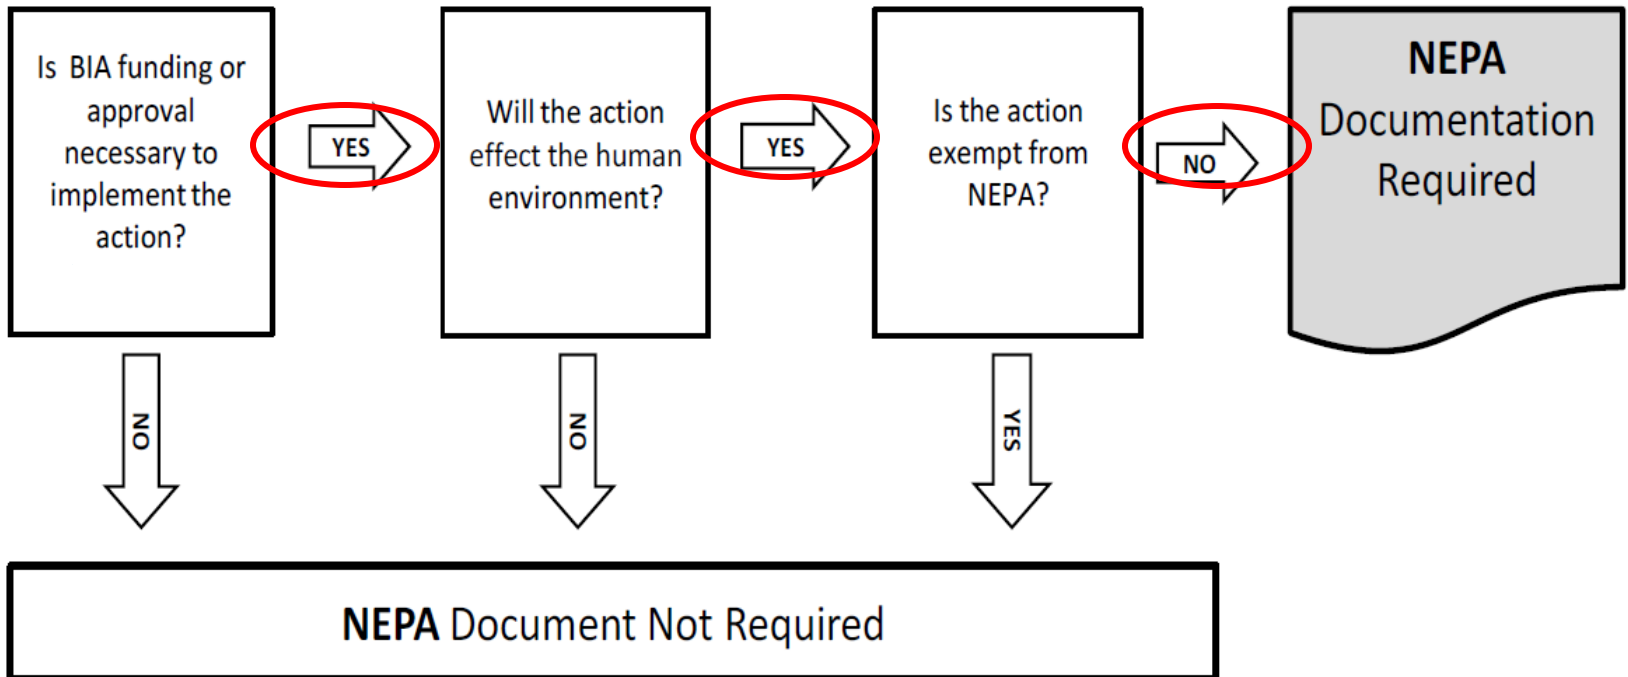 Is BIA funding or
approval
necessary to
implement the
action?
YES
Will the action
effect the human
environment?
YES
Is the action
exempt from
NEPA?
NO
NEPA
Documentation
Required
NO
NO
YES
NEPA Document Not Required